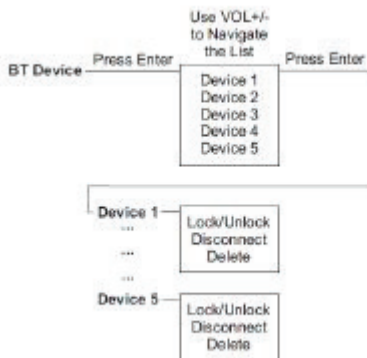 Use VOL+/-
to Navigate
the List
BT Device
Press Enter
Press Enter
Device 1
Device 2
Device 3
Device 4
Device 5
Device 1
...
...
...
Device 5
Lock/Unlock
Disconnect
Delete
Lock/Unlock
Disconnect
Delete